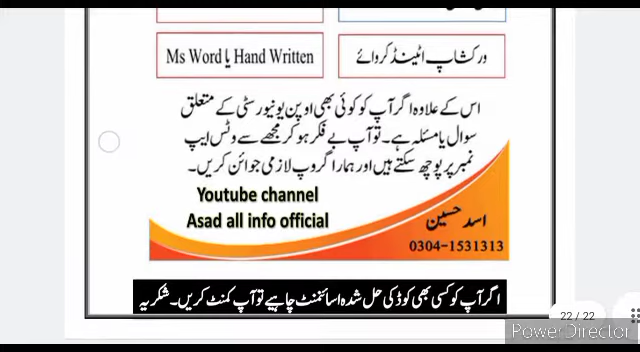 ورکشاپ اٹینڈ کروائے
Ms Word یا Hand Written
اس کے علاوہ اگر آپ کو کوئی بھی اوپن یونیورسٹی کے متعلق
سوال یا مسئلہ ہے۔ تو آپ بے فکر ہو کر مجھے سے وٹس ایپ
نمبر پر پوچھ سکتے ہیں اور ہمارا گروپ لازمی جوائن کریں۔
Youtube channel
Asad all info official
اسد حسین
0304-1531313
اگر آپ کو کسی بھی کوڈ کی حل شدہ اسائنمنٹ چاہیے تو آپ کمنٹ کریں۔ شکریہ
22 / 22
PowerDirector